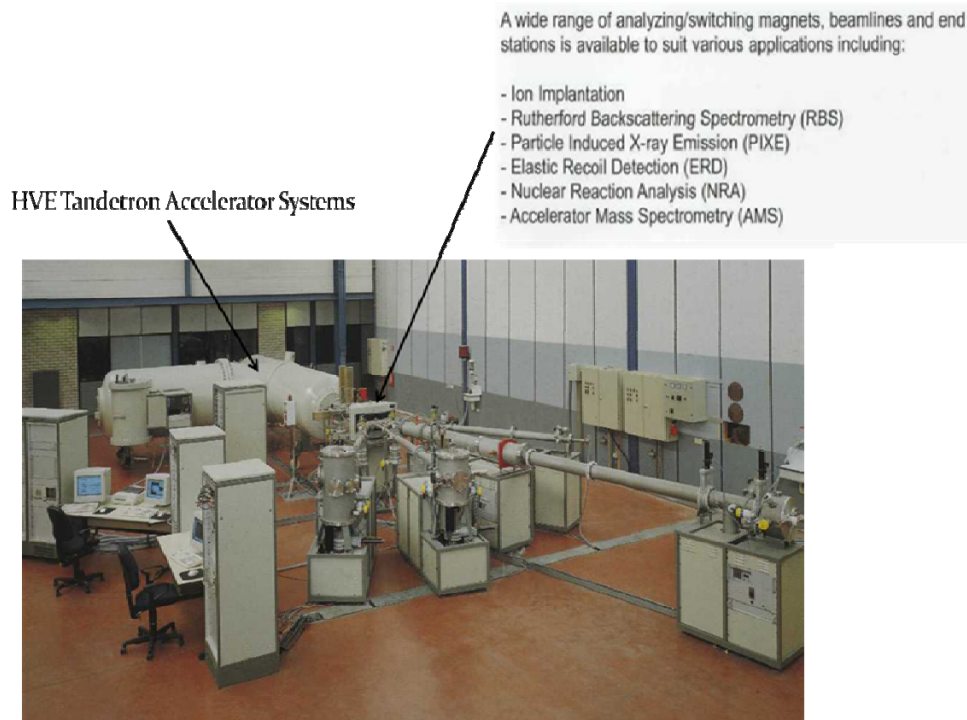 A wide range of analyzing/switching magnets, beamlines and end
stations is available to suit various applications including:
- Ion Implantation
- Rutherford Backscattering Spectrometry (RBS)
- Particle Induced X-ray Emission (PIXE)
- Elastic Recoil Detection (ERD)
- Nuclear Reaction Analysis (NRA)
- Accelerator Mass Spectrometry (AMS)
HVE Tandetron Accelerator Systems